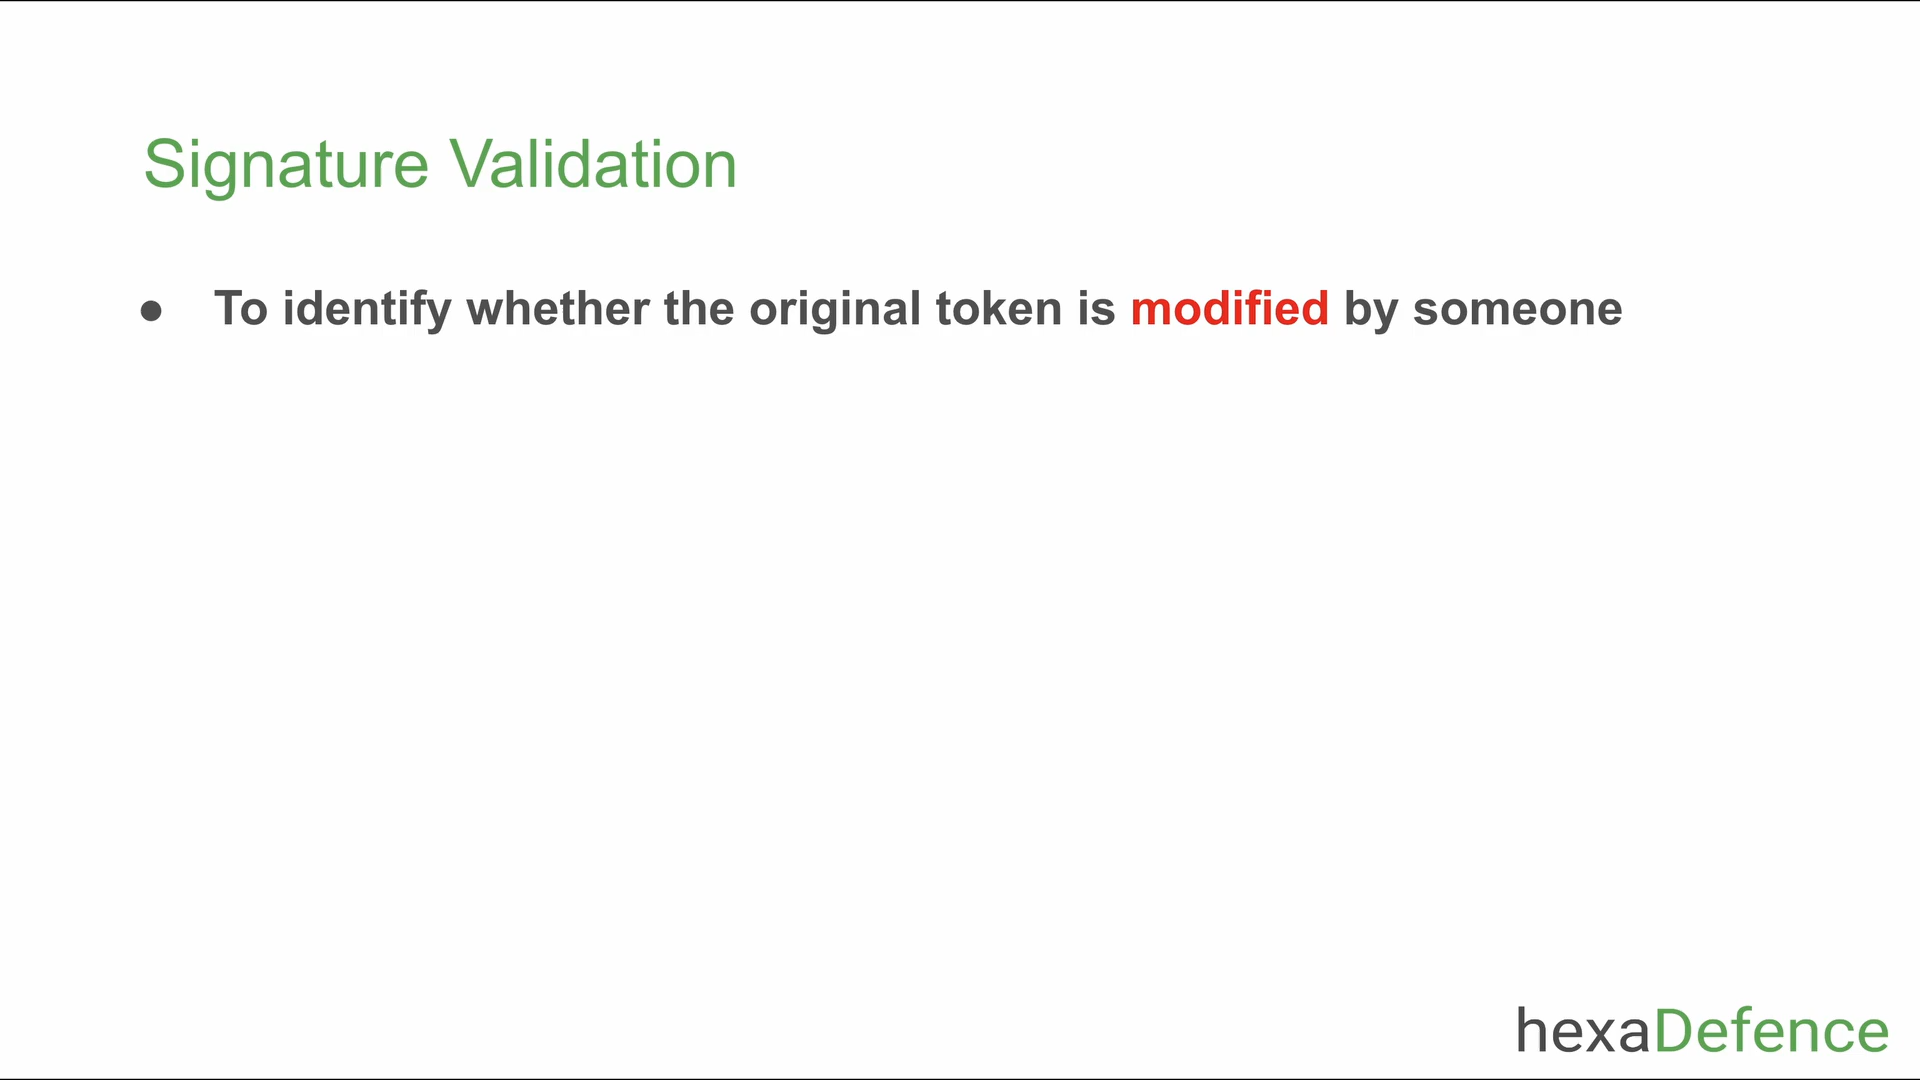 Signature Validation
● To identify whether the original token is modified by someone
hexaDefence